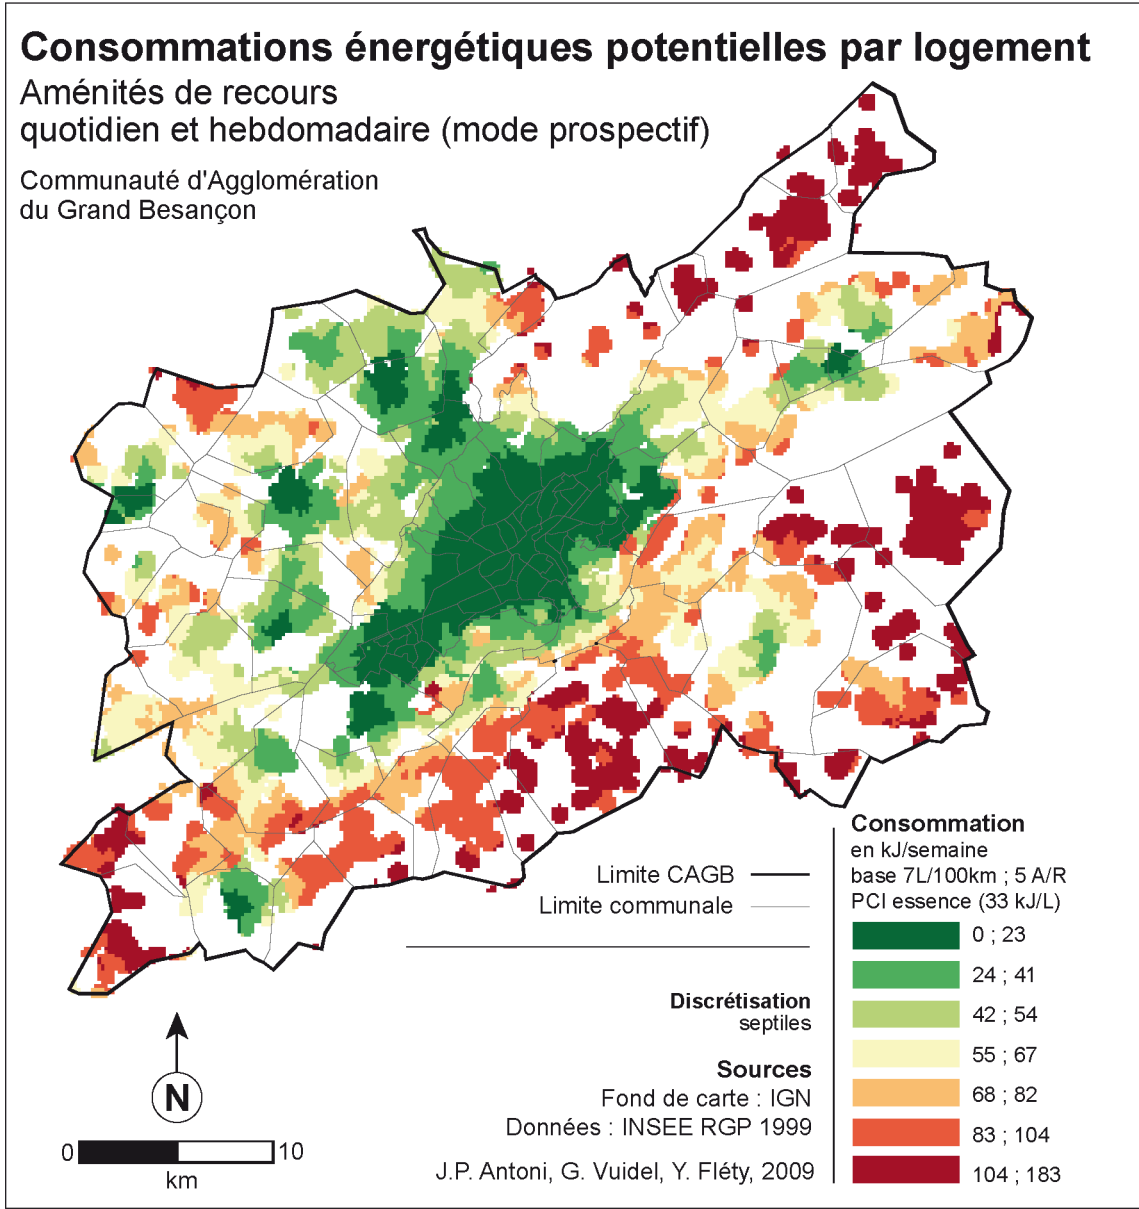 Consommations énergétiques potentielles par logement
Aménités de recours
quotidien et hebdomadaire (mode prospectif)
Communauté d'Agglomération
du Grand Besançon
Limite CAGB
Limite communale
Discrétisation
septiles
Sources
Fond de carte : IGN
Données : INSEE RGP 1999
J.P. Antoni, G. Vuidel, Y. Fléty, 2009
Consommation
en kJ/semaine
base 7L/100km ; 5 A/R
PCI essence (33 kJ/L)
0 ; 23
24 ; 41
42 ; 54
55 ; 67
68 ; 82
83 ; 104
104 ; 183
N
0 10
km